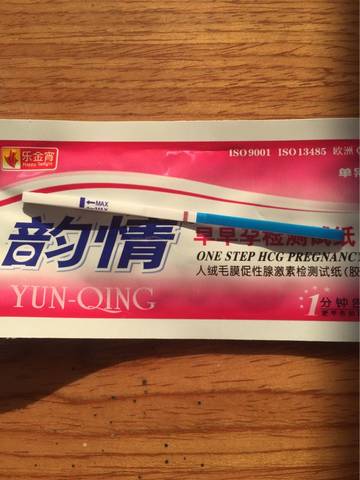 乐金宵
Happy Twilight
ISO9001 ISO13485 欧洲
单
MAX
MAX
韵情
早早孕检测试纸
ONE STEP HCG PREGNANCY
人绒毛膜促性腺激素检测试纸(胶
YUN-QING
1分钟